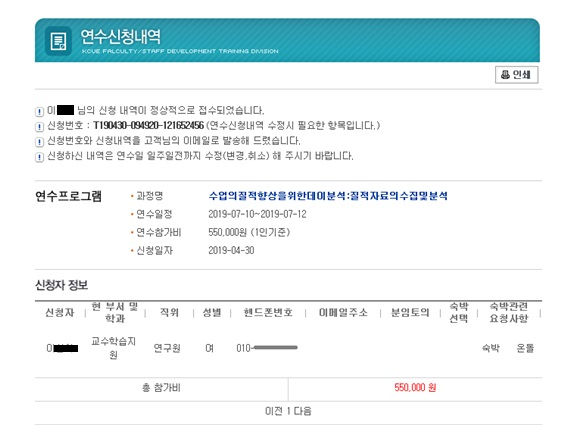 연수신청내역
KCUE FALCULTY/STAFF DEVELOPMENT TRAINING DIVISION
인쇄
이 님의 신청 내역이 정상적으로 접수되었습니다.
신청번호 : T190430-094920-121652456 (연수신청내역 수정시 필요한 항목입니다.)
신청번호와 신청내역을 고객님의 이메일로 발송해 드렸습니다.
신청하신 내역은 연수일 일주일전까지 수정(변경,취소) 해 주시기 바랍니다.
연수프로그램
• 과정명 수업의질적향상을위한데이터분석:질적자료의수집및분석
• 연수일정 2019-07-10~2019-07-12
• 연수참가비 550,000원 (1인기준)
• 신청일자 2019-04-30
신청자 정보
신청자 | 현 부서 및 학과 | 직위 | 성별 | 핸드폰번호 | 이메일주소 | 분임토의 | 숙박 선택 | 숙박관련 요청사항
이 교수학습지원 연구원 여 010- 숙박 온돌
총 참가비 550,000 원
이전 1 다음